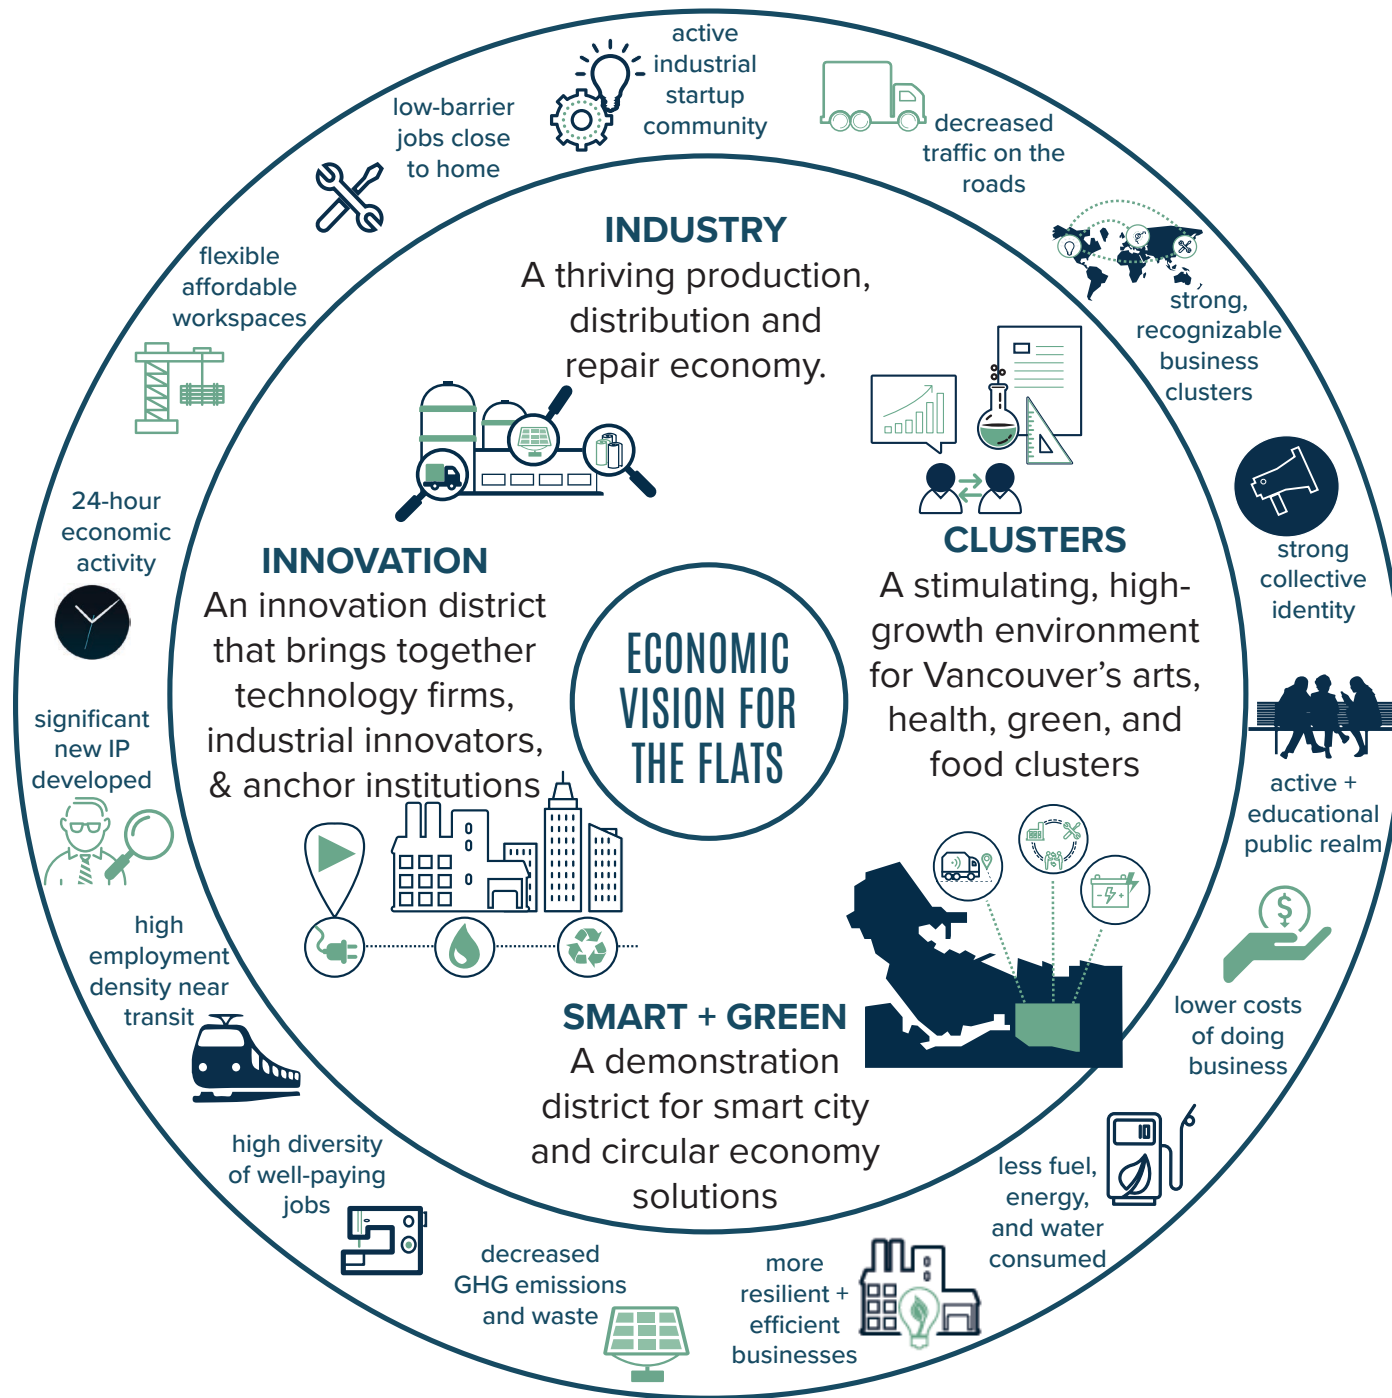 active
industrial
startup
community
decreased
traffic on the
roads
strong,
recognizable
business
clusters
strong
collective
identity
active +
educational
public realm
lower costs
of doing
business
less fuel,
energy,
and water
consumed
more
resilient +
efficient
businesses
decreased
GHG emissions
and waste
high diversity
of well-paying
jobs
high
employment
density near
transit
significant
new IP
developed
24-hour
economic
activity
flexible
affordable
workspaces
low-barrier
jobs close
to home
INDUSTRY
A thriving production,
distribution and
repair economy.
CLUSTERS
A stimulating, high-
growth environment
for Vancouver’s arts,
health, green, and
food clusters
SMART + GREEN
A demonstration
district for smart city
and circular economy
solutions
INNOVATION
An innovation district
that brings together
technology firms,
industrial innovators,
& anchor institutions
ECONOMIC
VISION FOR
THE FLATS